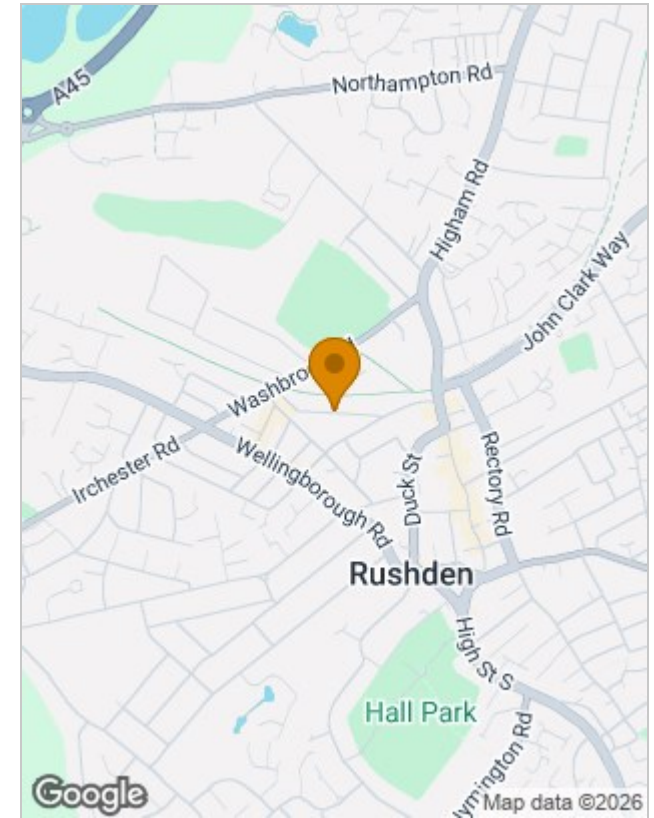 A45
Northampton Rd
Higham Rd
John Clark Way
Irchester Rd
Wellingborough Rd
Duck St
Rectory Rd
Rushden
High St S
Hall Park
Google
Map data ©2026